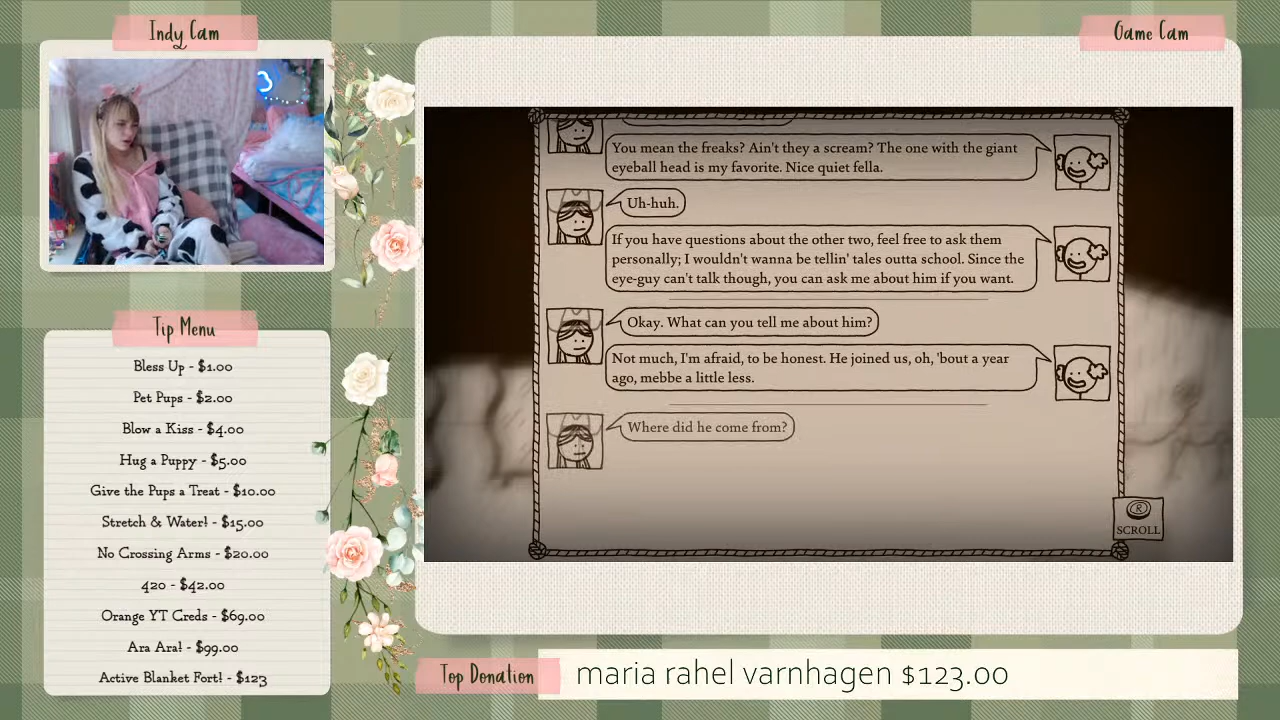 Indy Cam
Game Cam
You mean the freaks? Ain't they a scream? The one with the giant
eyeball head is my favorite. Nice quiet fella.
Uh-huh.
If you have questions about the other two, feel free to ask them
personally; I wouldn't wanna be tellin' tales outta school. Since the
eye-guy can't talk though, you can ask me about him if you want.
Okay. What can you tell me about him?
Not much, I'm afraid, to be honest. He joined us, oh, 'bout a year
ago, mebbe a little less.
Where did he come from?
R
SCROLL
Tip Menu
Bless Up - $1.00
Pet Pups - $2.00
Blow a Kiss - $4.00
Hug a Puppy - $5.00
Give the Pups a Treat - $10.00
Stretch & Water! - $15.00
No Crossing Arms - $20.00
420 - $42.00
Orange YT Creds - $69.00
Ara Ara! - $99.00
Active Blanket Fort! - $123
Top Donation
maria rahel varnhagen $123.00